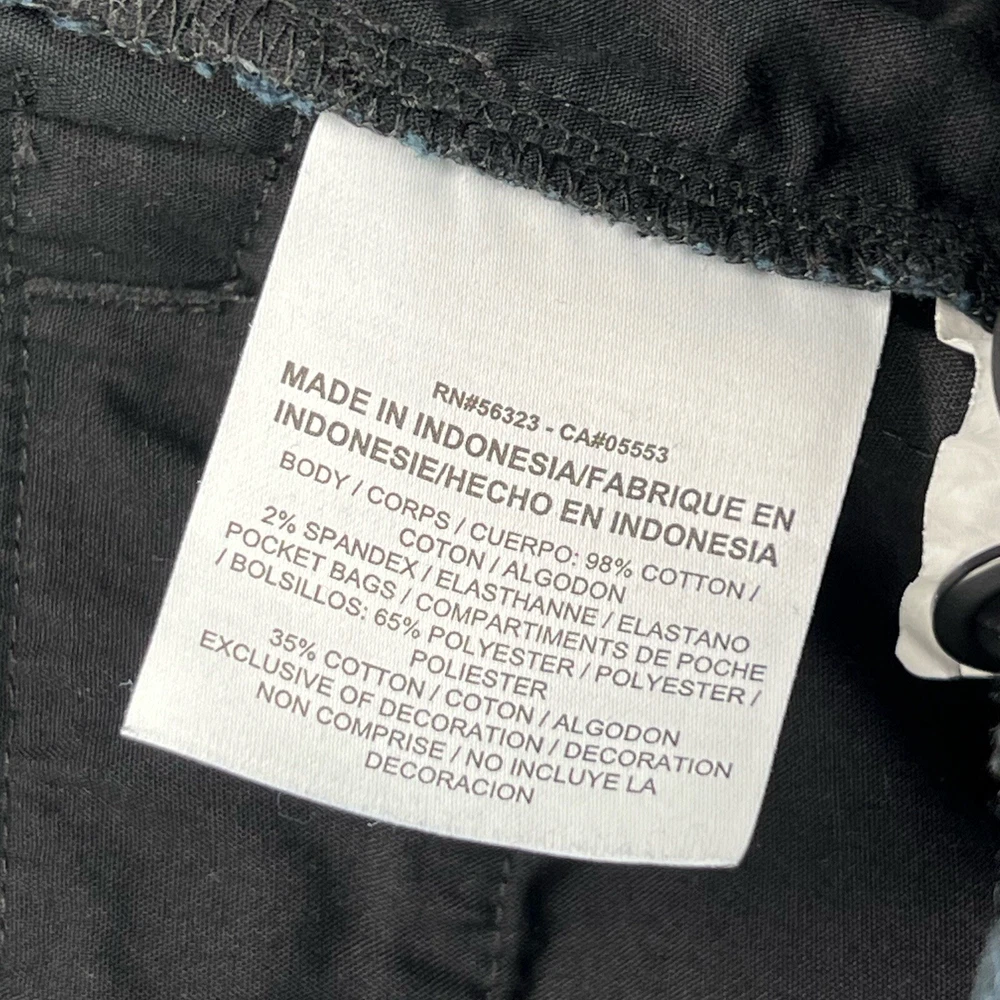 RN#56323 - CA#05553
MADE IN INDONESIA/FABRIQUE EN
INDONESIE/HECHO EN INDONESIA
BODY / CORPS / CUERPO: 98% COTTON /
COTON / ALGODON
2% SPANDEX / ELASTHANNE / ELASTANO
POCKET BAGS / COMPARTIMENTS DE POCHE
/ BOLSILLOS: 65% POLYESTER / POLYESTER /
POLIESTER
35% COTTON / COTON / ALGODON
EXCLUSIVE OF DECORATION / DECORATION
NON COMPRISE / NO INCLUYE LA
DECORACION